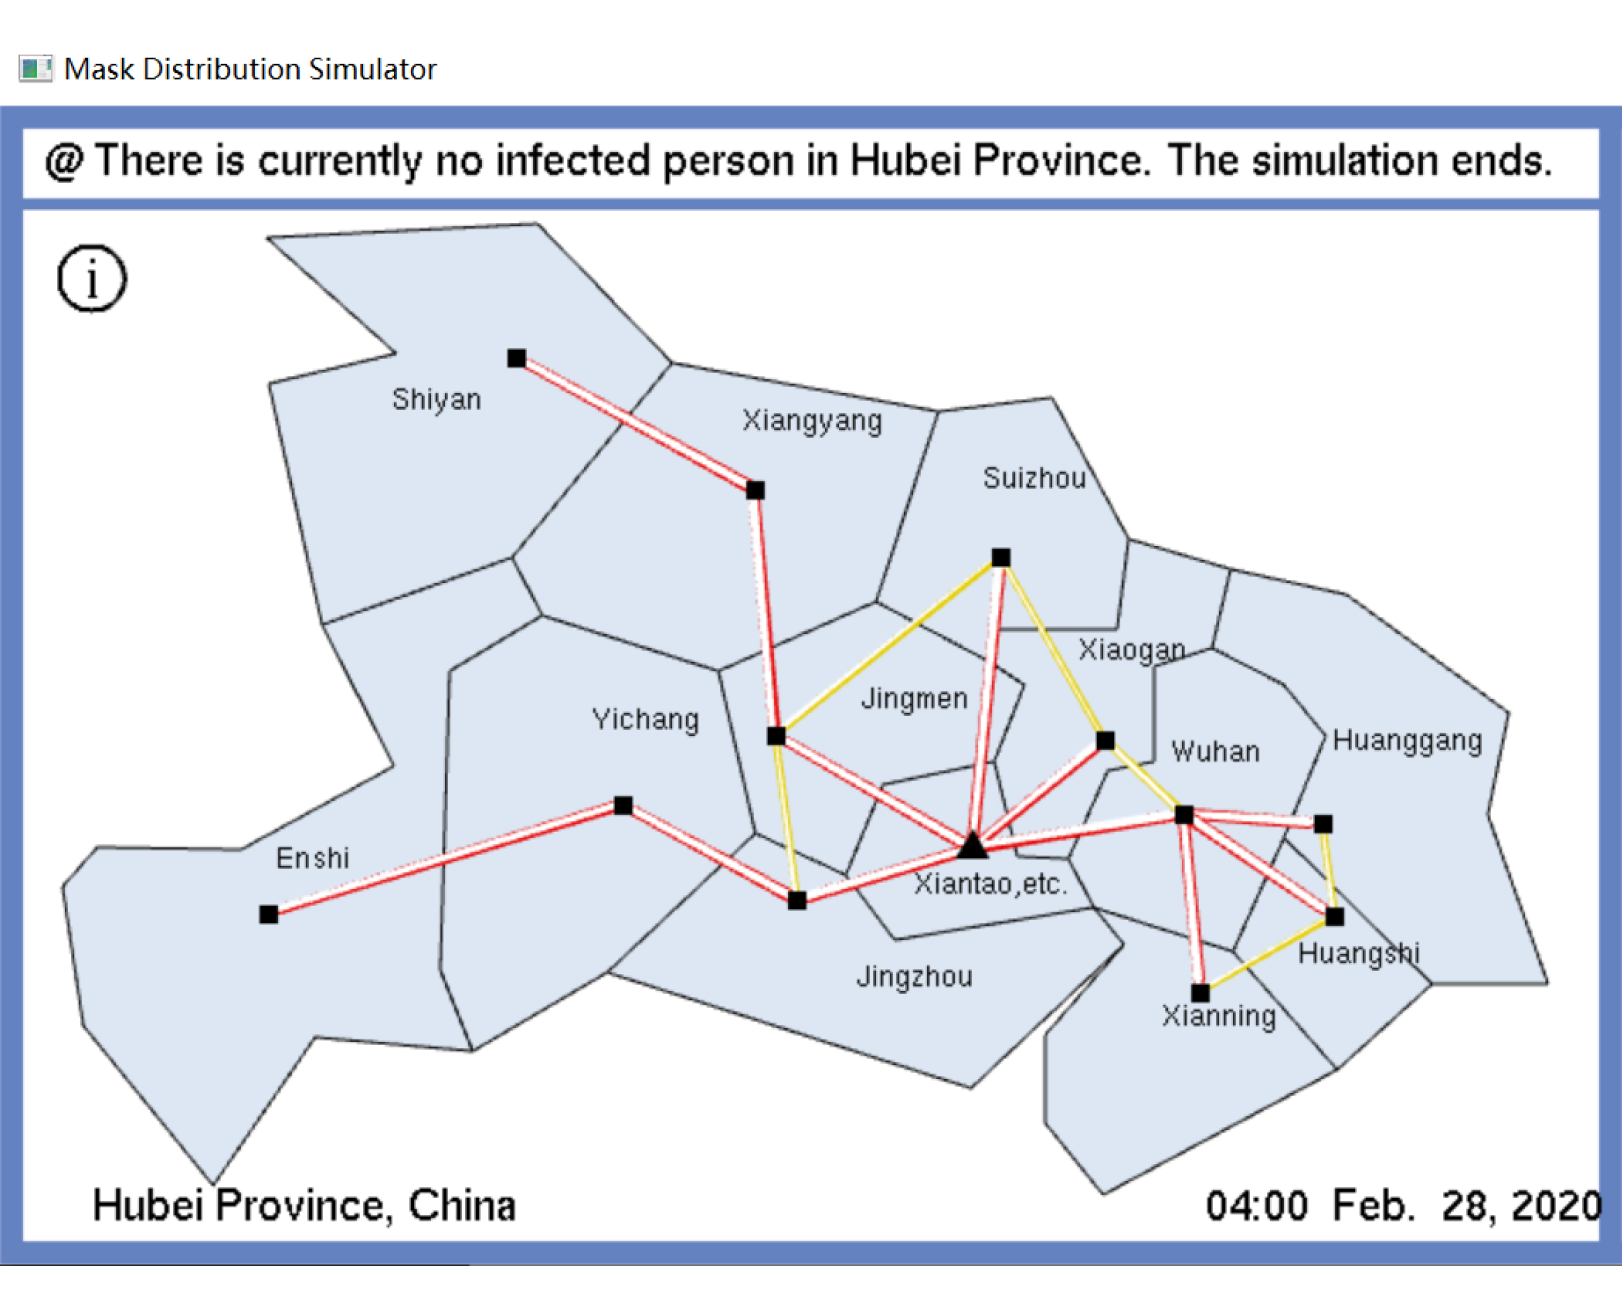 Mask Distribution Simulator
@ There is currently no infected person in Hubei Province. The simulation ends.
i
Shiyan
Xiangyang
Suizhou
Xiaogan
Jingmen
Yichang
Wuhan
Huanggang
Enshi
Xiantao,etc.
Huangshi
Jingzhou
Xianning
Hubei Province, China
04:00 Feb. 28, 2020